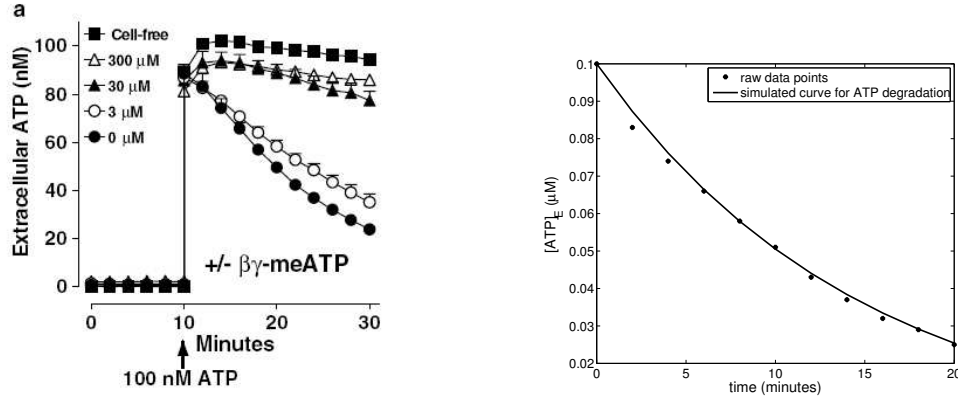 a
Extracellular ATP (nM)
100
80
60
40
20
0
Cell-free
300 μM
30 μM
3 μM
0 μM
+/- βγ-meATP
0 10 20 30
Minutes
100 nM ATP
[ATP]E (μM)
0.1
0.09
0.08
0.07
0.06
0.05
0.04
0.03
0.02
raw data points
simulated curve for ATP degradation
0 5 10 15 20
time (minutes)